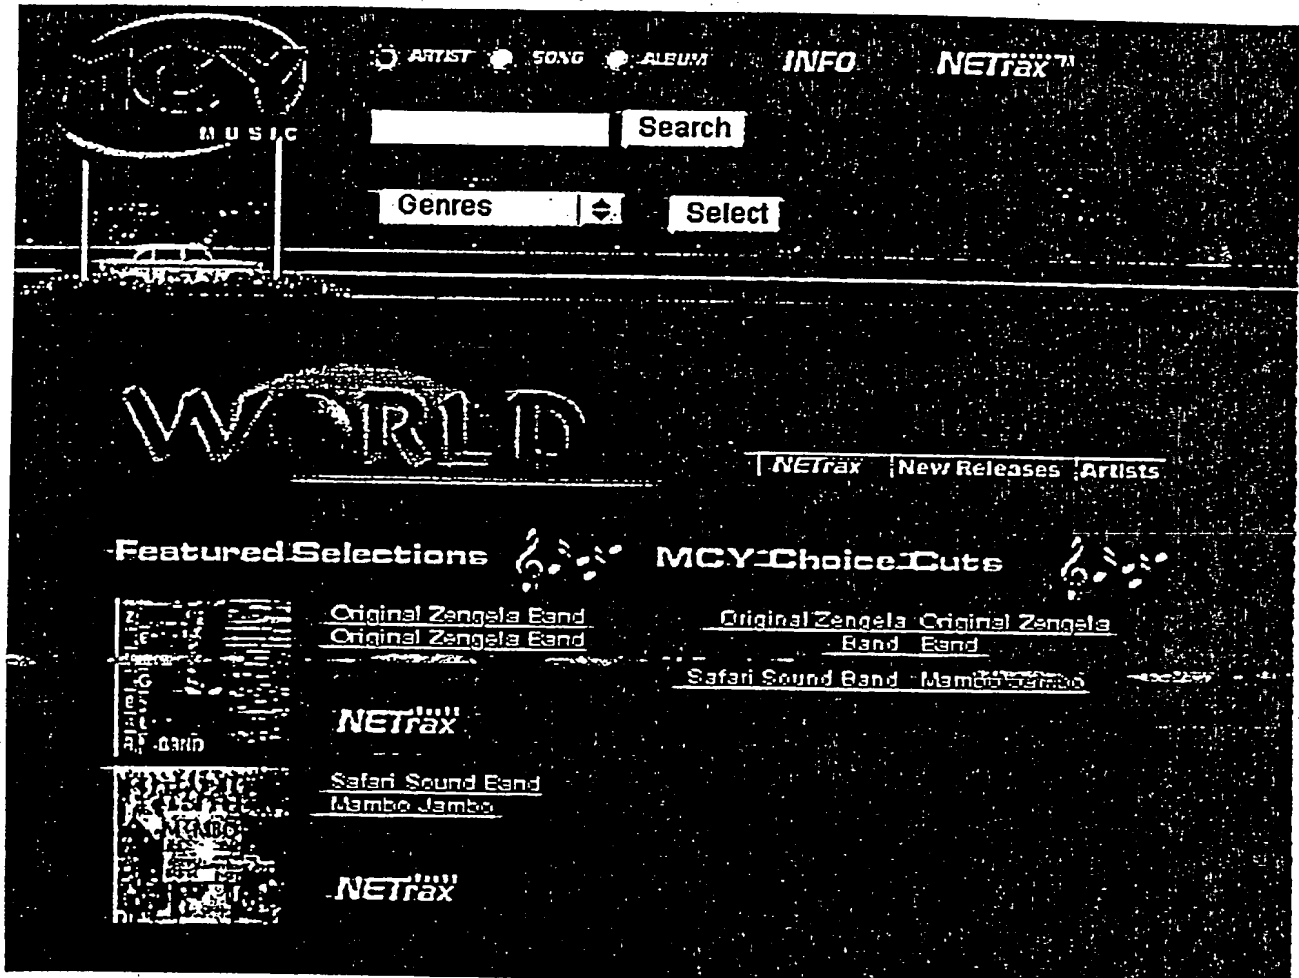 MUSIC
ARTIST SONG ALBUM INFO NETrax
Search
Genres Select
WORLD
NETrax New Releases Artists
Featured Selections
MCY Choice Cuts
Original Zengela Band
Original Zengela Band
NETrax
Safari Sound Band
Mambo Jambo
NETrax
Original Zengela Original Zengela
Band Band
Safari Sound Band Mambo Jambo
BAND
MAMBO